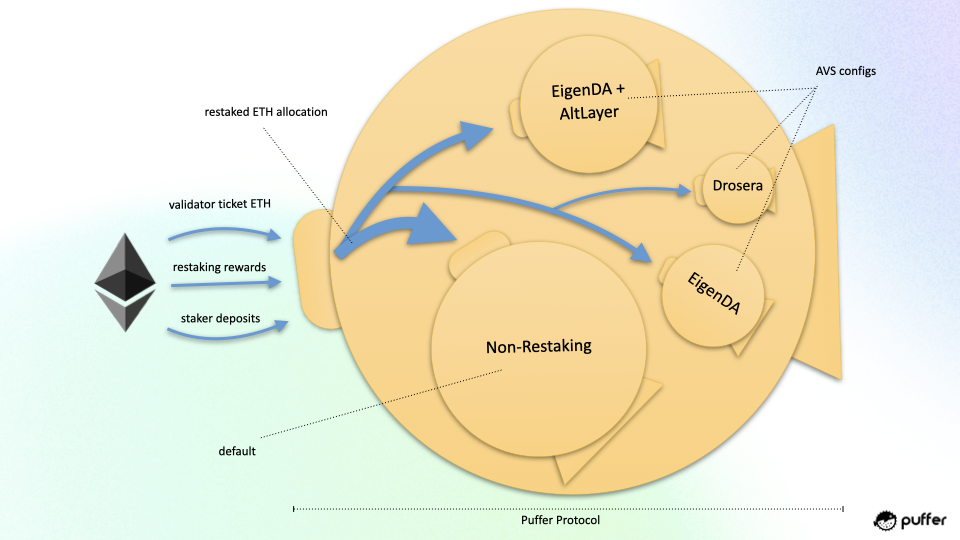 EigenDA +
AltLayer
AVS configs
restaked ETH allocation
Drosera
validator ticket ETH
restaking rewards
EigenDA
staker deposits
Non-Restaking
default
Puffer Protocol
puffer